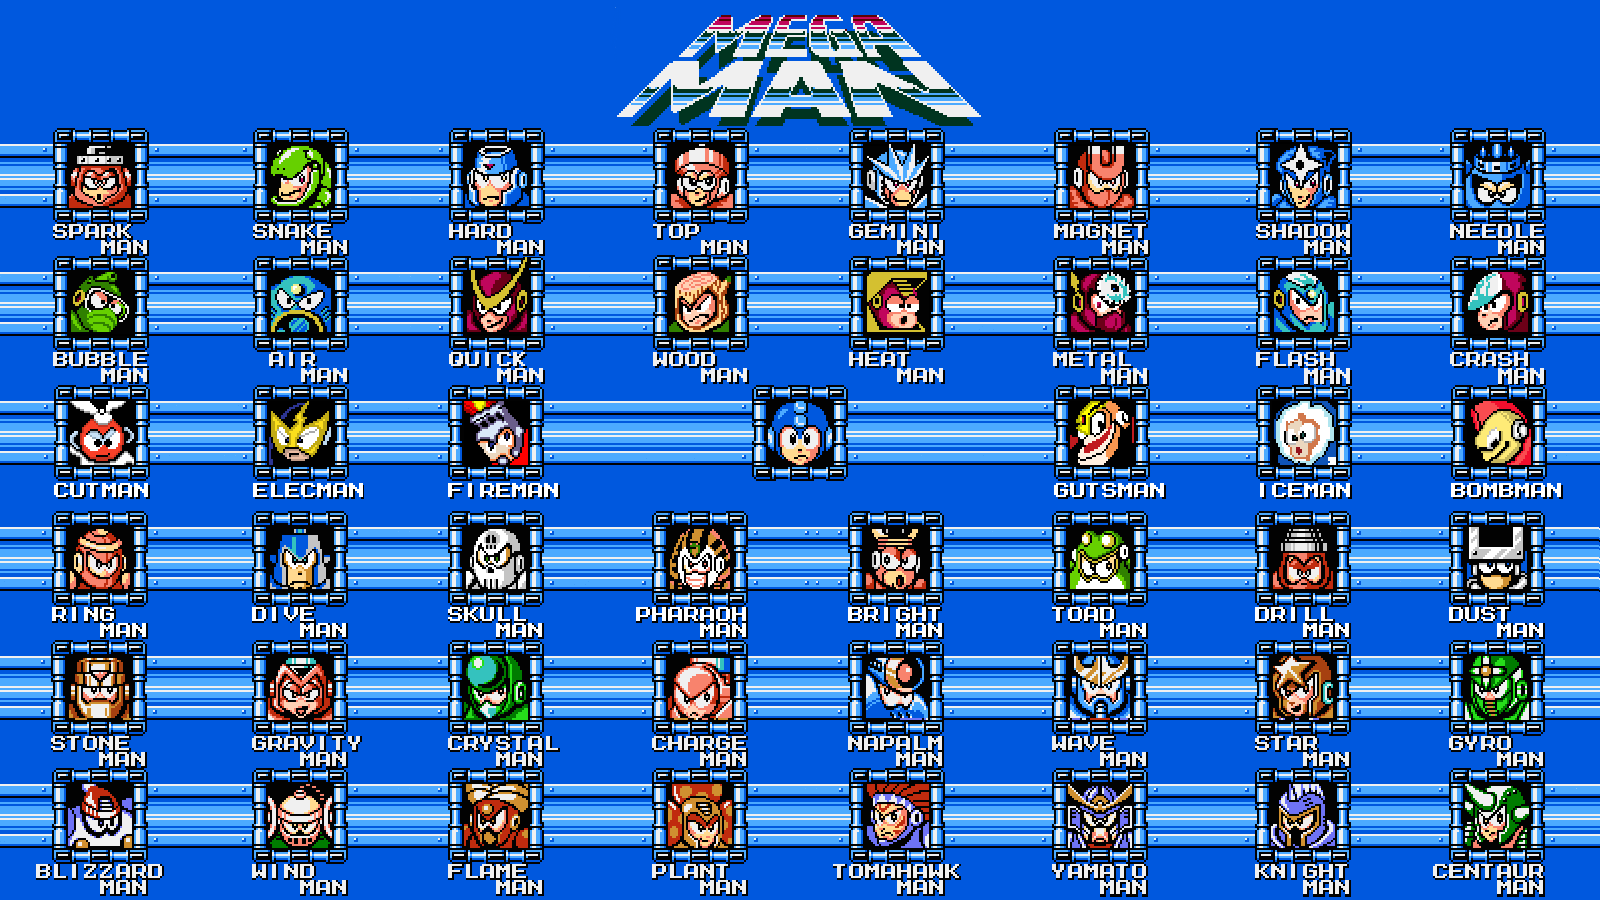 MEGA
MAN
SPARK MAN
SNAKE MAN
HARD MAN
TOP MAN
GEMINI MAN
MAGNET MAN
SHADOW MAN
NEEDLE MAN
BUBBLE MAN
AIR MAN
QUICK MAN
WOOD MAN
HEAT MAN
METAL MAN
FLASH MAN
CRASH MAN
CUTMAN
ELECMAN
FIREMAN
GUTSMAN
ICEMAN
BOMBMAN
RING MAN
DIVE MAN
SKULL MAN
PHARAOH MAN
BRIGHT MAN
TOAD MAN
DRILL MAN
DUST MAN
STONE MAN
GRAVITY MAN
CRYSTAL MAN
CHARGE MAN
NAPALM MAN
WAVE MAN
STAR MAN
GYRO MAN
BLIZZARD MAN
WIND MAN
FLAME MAN
PLANT MAN
TOMAHAWK MAN
YAMATO MAN
KNIGHT MAN
CENTAUR MAN